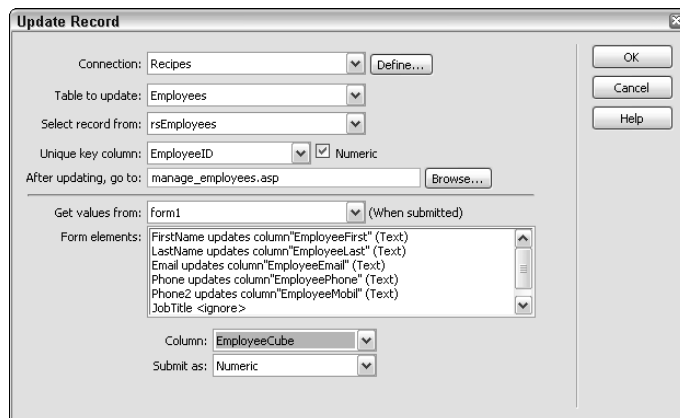 Update Record
Connection: Recipes Define...
Table to update: Employees
Select record from: rsEmployees
Unique key column: EmployeeID Numeric
After updating, go to: manage_employees.asp Browse...
Get values from: form1 (When submitted)
Form elements: FirstName updates column"EmployeeFirst" (Text)
LastName updates column"EmployeeLast" (Text)
Email updates column"EmployeeEmail" (Text)
Phone updates column"EmployeePhone" (Text)
Phone2 updates column"EmployeeMobil" (Text)
JobTitle <ignore>
Column: EmployeeCube
Submit as: Numeric
OK
Cancel
Help